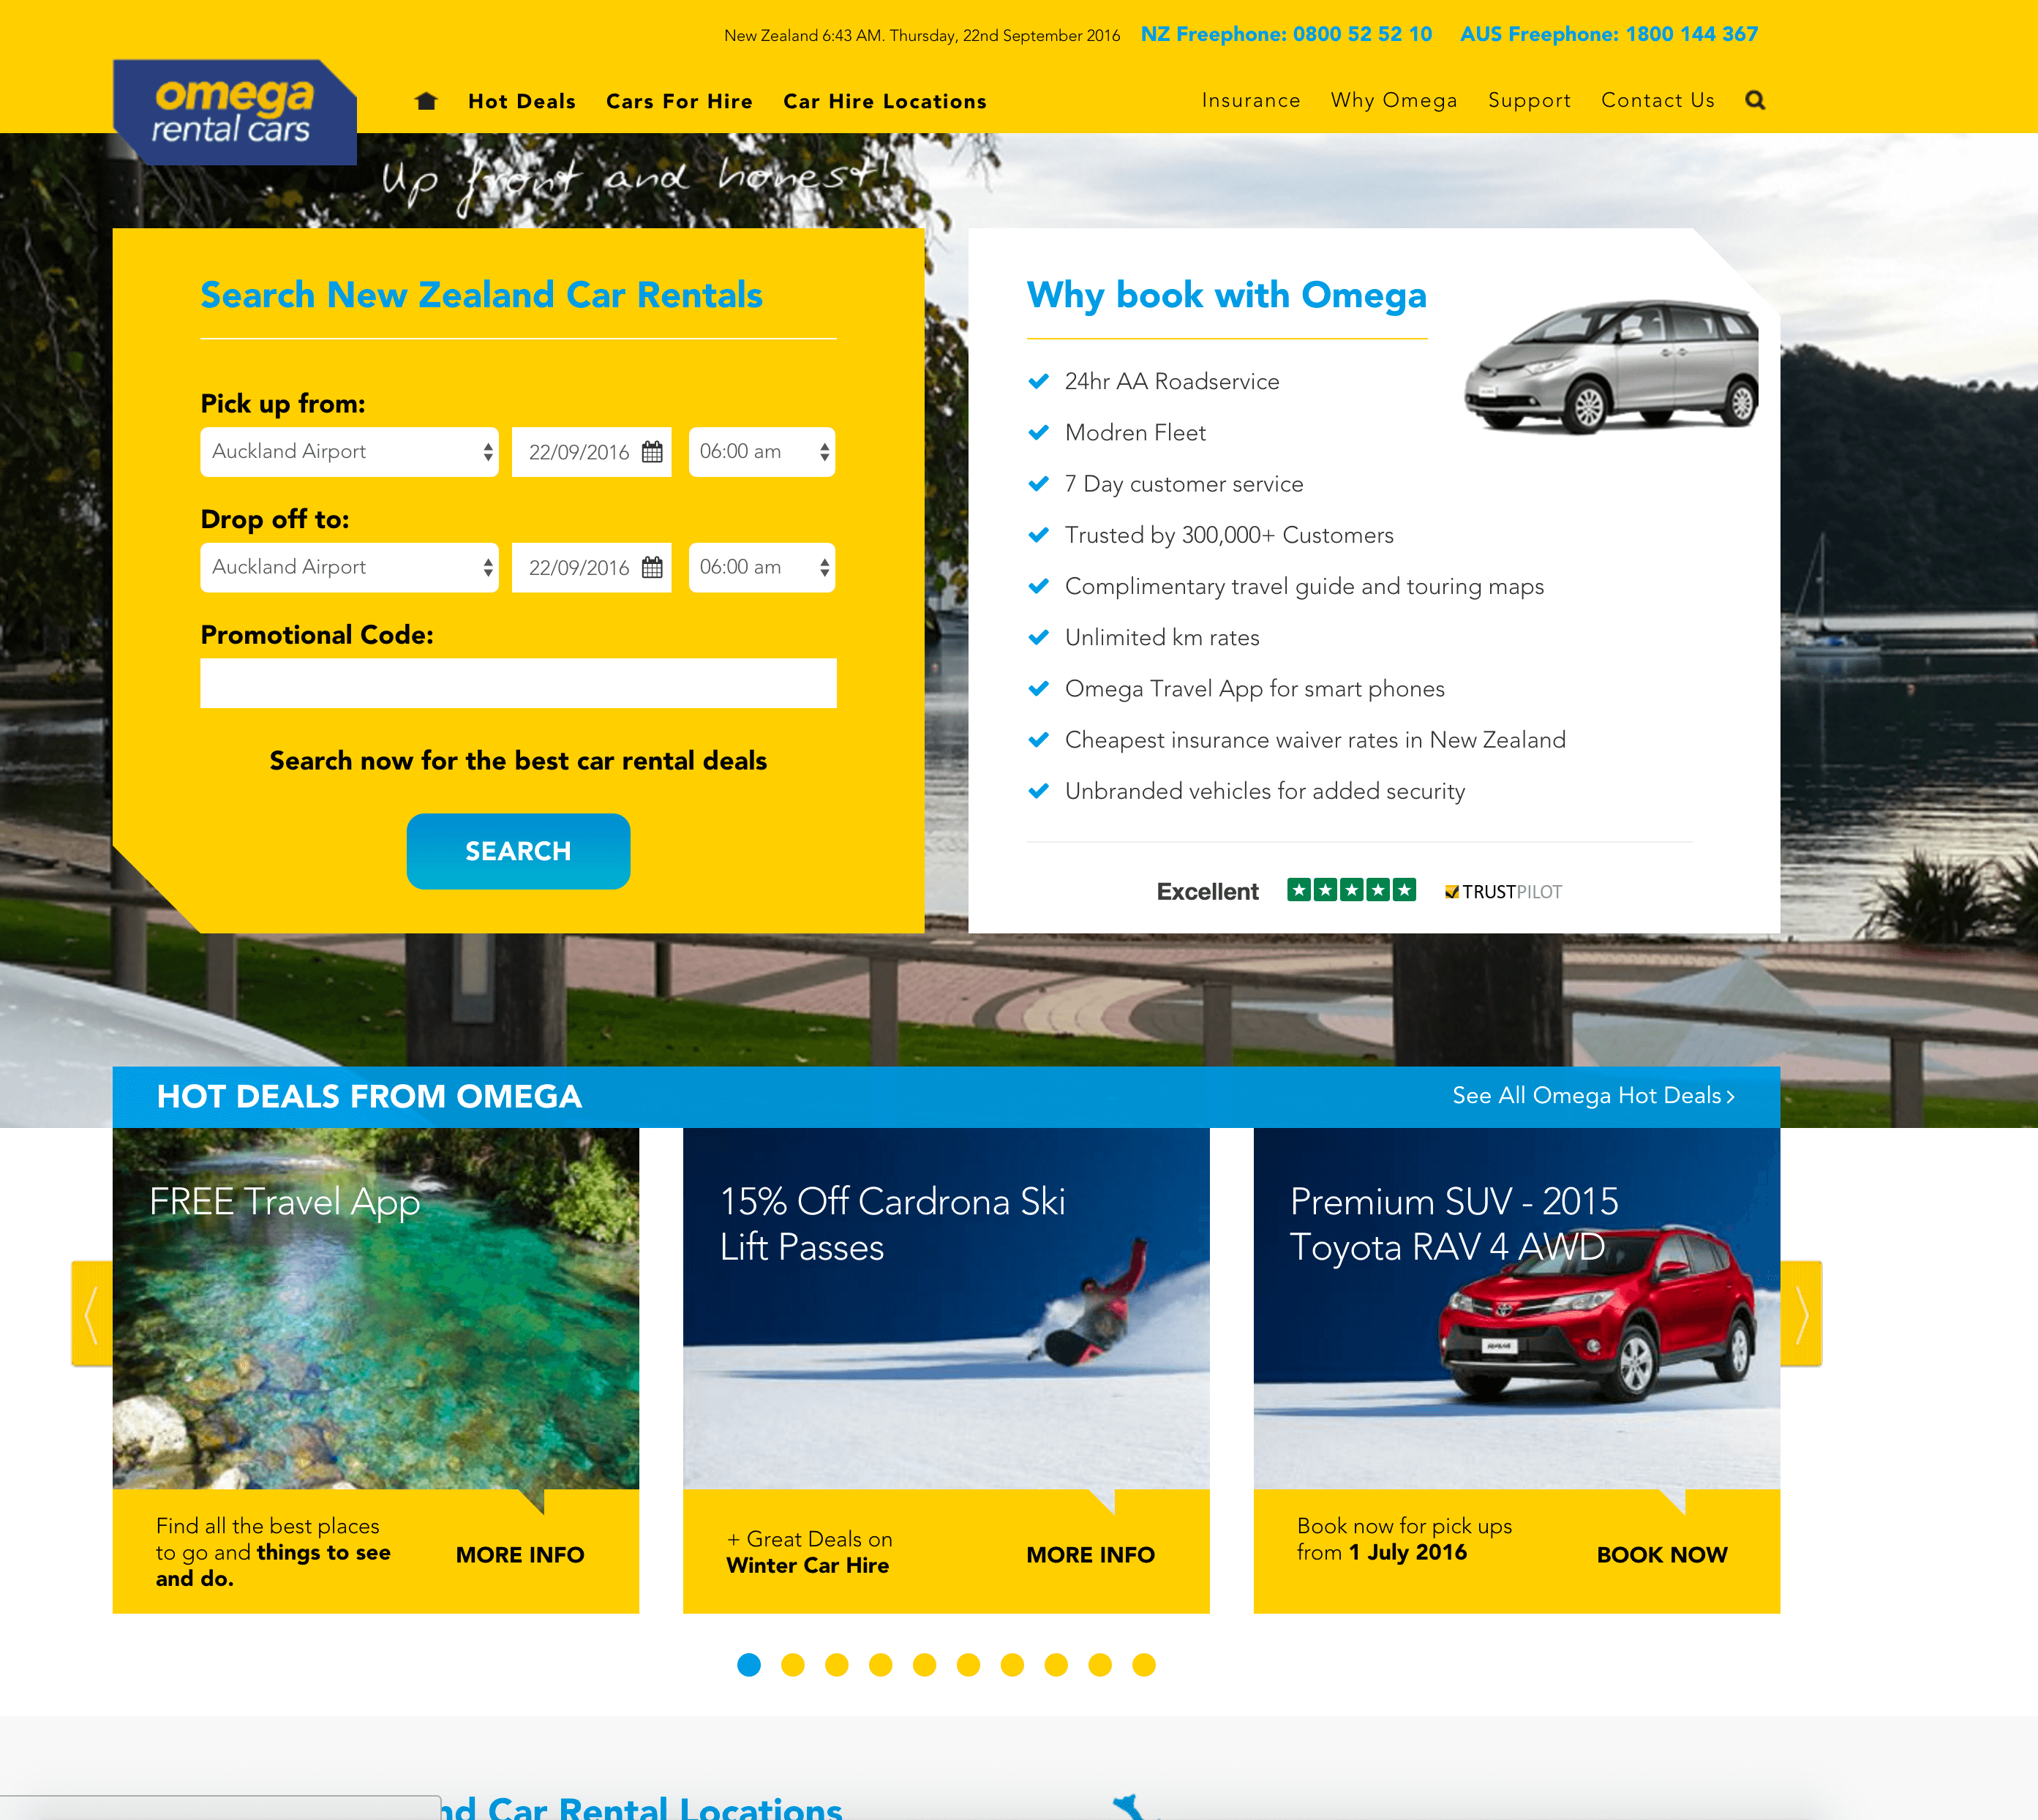 New Zealand 6:43 AM. Thursday, 22nd September 2016 NZ Freephone: 0800 52 52 10 AUS Freephone: 1800 144 367
omega
rental cars
Hot Deals Cars For Hire Car Hire Locations Insurance Why Omega Support Contact Us
Up front and honest!
Search New Zealand Car Rentals
Pick up from:
Auckland Airport 22/09/2016 06:00 am
Drop off to:
Auckland Airport 22/09/2016 06:00 am
Promotional Code:
Search now for the best car rental deals
SEARCH
Why book with Omega
24hr AA Roadservice
Modren Fleet
7 Day customer service
Trusted by 300,000+ Customers
Complimentary travel guide and touring maps
Unlimited km rates
Omega Travel App for smart phones
Cheapest insurance waiver rates in New Zealand
Unbranded vehicles for added security
Excellent TRUSTPILOT
HOT DEALS FROM OMEGA See All Omega Hot Deals
FREE Travel App
Find all the best places
to go and things to see
and do.
MORE INFO
15% Off Cardrona Ski
Lift Passes
+ Great Deals on
Winter Car Hire
MORE INFO
Premium SUV - 2015
Toyota RAV 4 AWD
Book now for pick ups
from 1 July 2016
BOOK NOW
Car Rental Locations